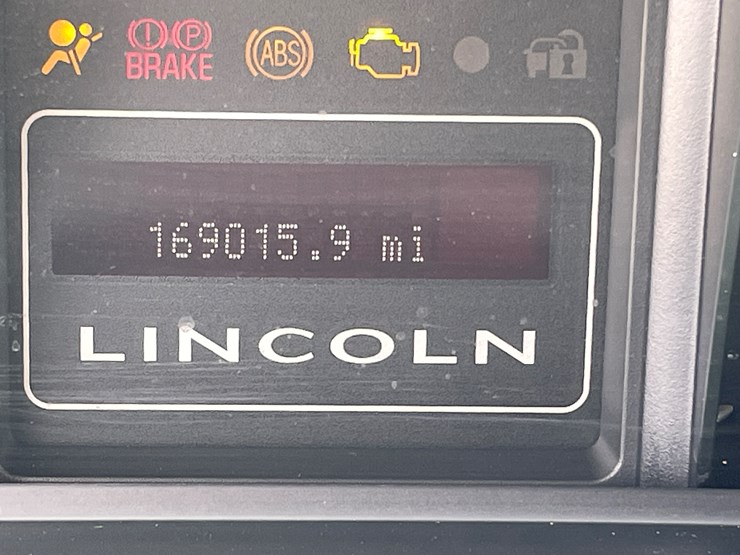 (!) (P)
BRAKE
(ABS)
169015.9 mi
LINCOLN